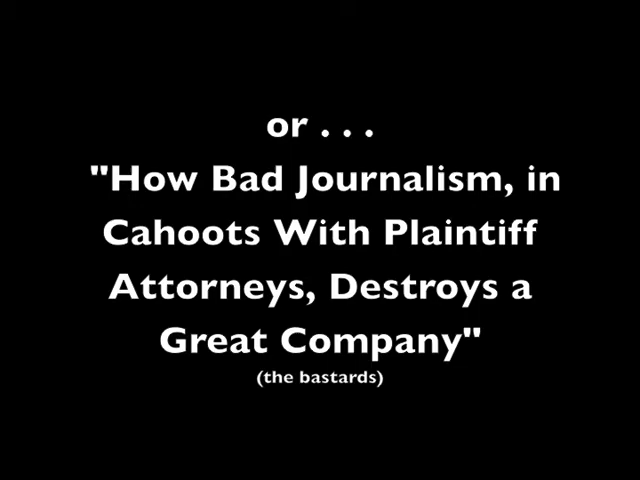 or . . .
"How Bad Journalism, in
Cahoots With Plaintiff
Attorneys, Destroys a
Great Company"
(the bastards)